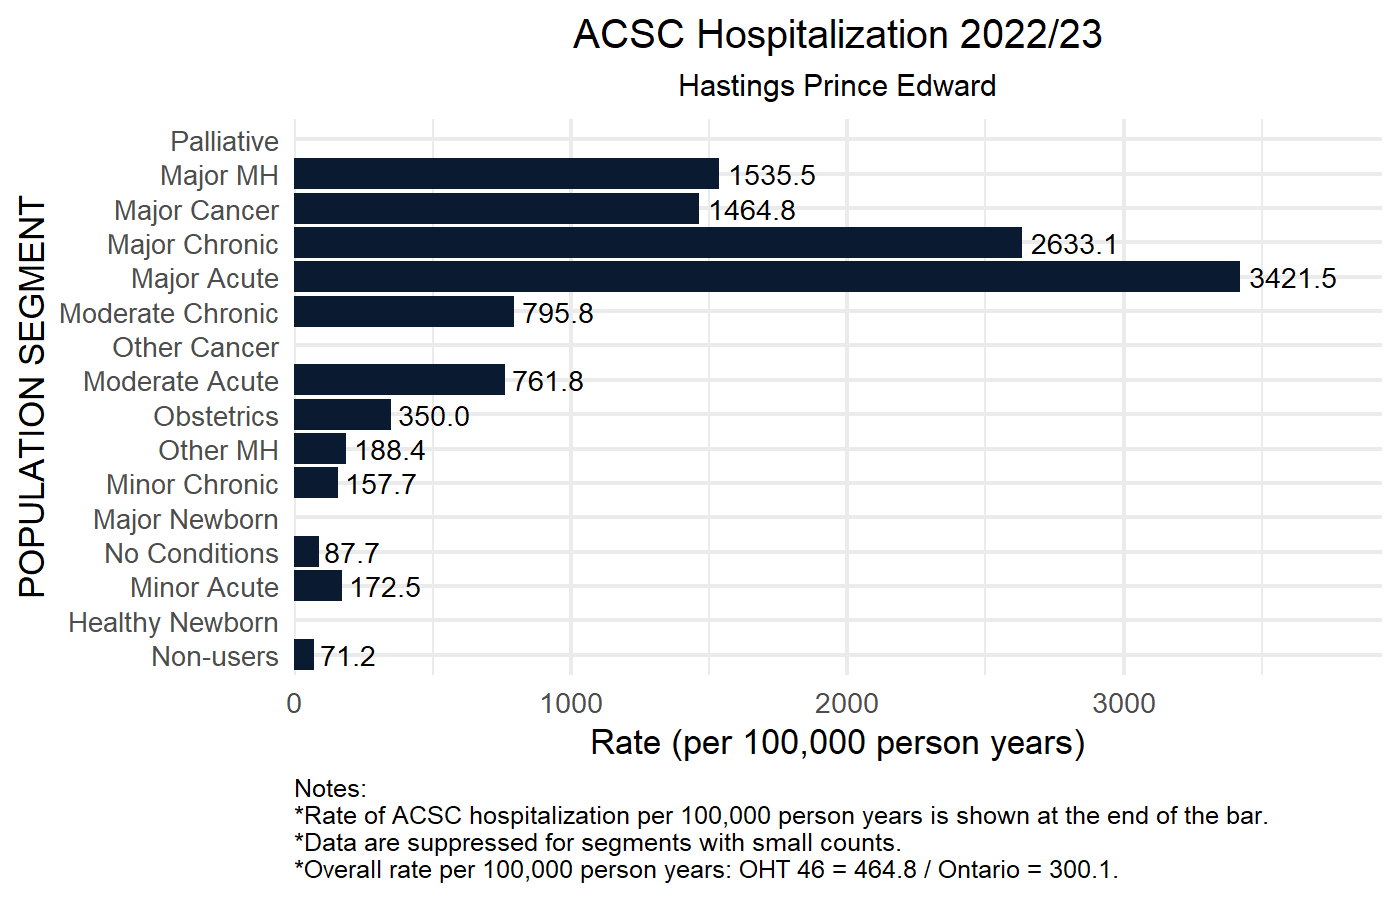 ACSC Hospitalization 2022/23
Hastings Prince Edward
POPULATION SEGMENT
Palliative
Major MH 1535.5
Major Cancer 1464.8
Major Chronic 2633.1
Major Acute 3421.5
Moderate Chronic 795.8
Other Cancer
Moderate Acute 761.8
Obstetrics 350.0
Other MH 188.4
Minor Chronic 157.7
Major Newborn
No Conditions 87.7
Minor Acute 172.5
Healthy Newborn
Non-users 71.2
0 1000 2000 3000
Rate (per 100,000 person years)
Notes:
*Rate of ACSC hospitalization per 100,000 person years is shown at the end of the bar.
*Data are suppressed for segments with small counts.
*Overall rate per 100,000 person years: OHT 46 = 464.8 / Ontario = 300.1.